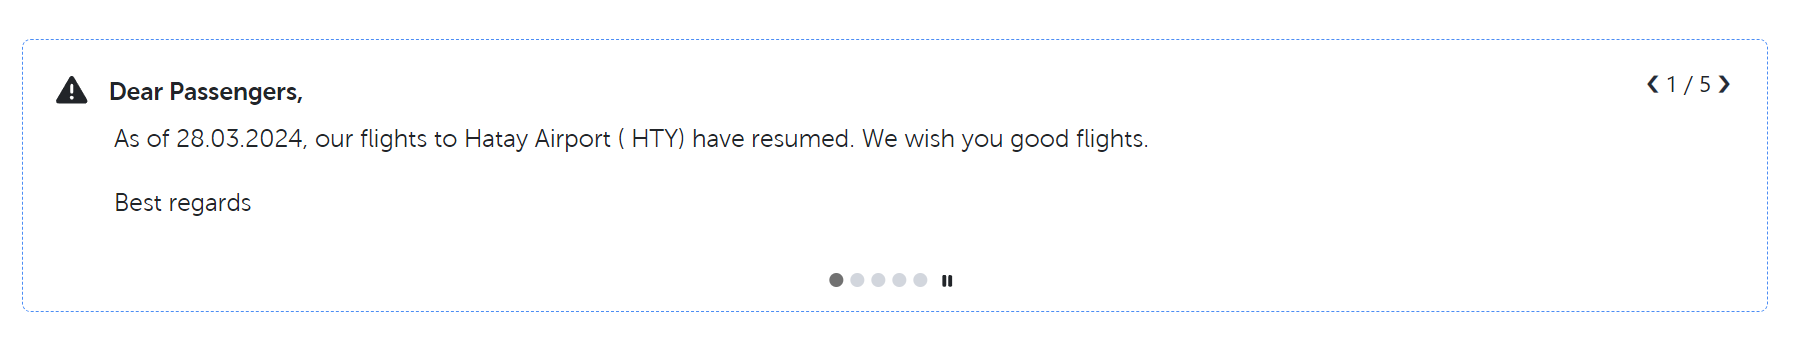 Dear Passengers,
1 / 5
As of 28.03.2024, our flights to Hatay Airport ( HTY) have resumed. We wish you good flights.
Best regards